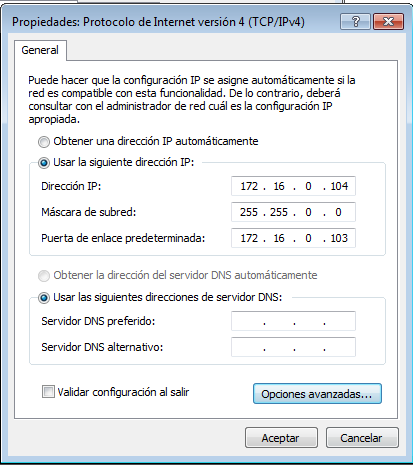 Propiedades: Protocolo de Internet versión 4 (TCP/IPv4)
General
Puede hacer que la configuración IP se asigne automáticamente si la
red es compatible con esta funcionalidad. De lo contrario, deberá
consultar con el administrador de red cuál es la configuración IP
apropiada.
Obtener una dirección IP automáticamente
Usar la siguiente dirección IP:
Dirección IP: 172 . 16 . 0 . 104
Máscara de subred: 255 . 255 . 0 . 0
Puerta de enlace predeterminada: 172 . 16 . 0 . 103
Obtener la dirección del servidor DNS automáticamente
Usar las siguientes direcciones de servidor DNS:
Servidor DNS preferido: . . .
Servidor DNS alternativo: . . .
Validar configuración al salir
Opciones avanzadas...
Aceptar Cancelar